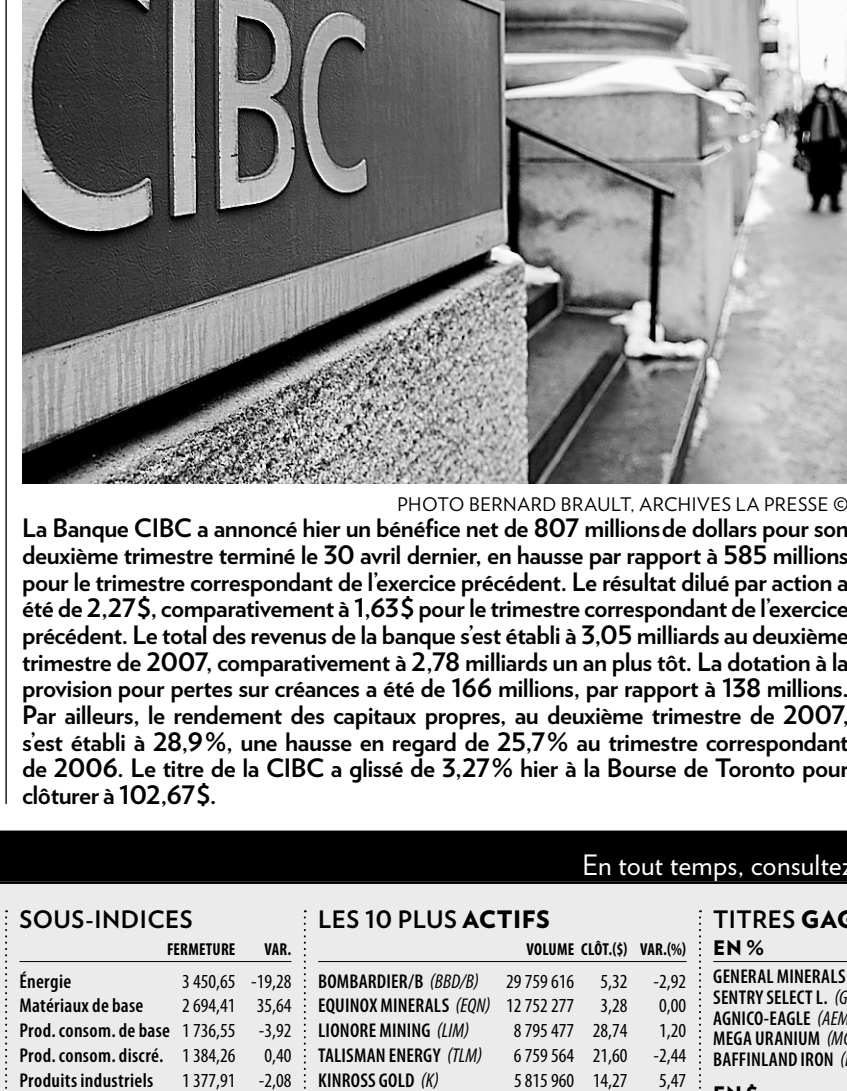 CIBC
PHOTO BERNARD BRAULT, ARCHIVES LA PRESSE ©
La Banque CIBC a annoncé hier un bénéfice net de 807 millions de dollars pour son
deuxième trimestre terminé le 30 avril dernier, en hausse par rapport à 585 millions
pour le trimestre correspondant de l'exercice précédent. Le résultat dilué par action a
été de 2,27$, comparativement à 1,63$ pour le trimestre correspondant de l'exercice
précédent. Le total des revenus de la banque s'est établi à 3,05 milliards au deuxième
trimestre de 2007, comparativement à 2,78 milliards un an plus tôt. La dotation à la
provision pour pertes sur créances a été de 166 millions, par rapport à 138 millions.
Par ailleurs, le rendement des capitaux propres, au deuxième trimestre de 2007,
s'est établi à 28,9%, une hausse en regard de 25,7% au trimestre correspondant
de 2006. Le titre de la CIBC a glissé de 3,27% hier à la Bourse de Toronto pour
clôturer à 102,67$.
En tout temps, consultez
SOUS-INDICES
FERMETURE VAR.
Énergie 3 450,65 -19,28
Matériaux de base 2 694,41 35,64
Prod. consom. de base 1 736,55 -3,92
Prod. consom. discré. 1 384,26 0,40
Produits industriels 1 377,91 -2,08
LES 10 PLUS ACTIFS
VOLUME CLÔT.($) VAR.(%)
BOMBARDIER/B (BBD/B) 29 759 616 5,32 -2,92
EQUINOX MINERALS (EQN) 12 752 277 3,28 0,00
LIONORE MINING (LIM) 8 795 477 28,74 1,20
TALISMAN ENERGY (TLM) 6 759 564 21,60 -2,44
KINROSS GOLD (K) 5 815 960 14,27 5,47
TITRES GAG
EN %
GENERAL MINERALS
SENTRY SELECT L. (G
AGNICO-EAGLE (AEM
MEGA URANIUM (MG
BAFFINLAND IRON (
EN $